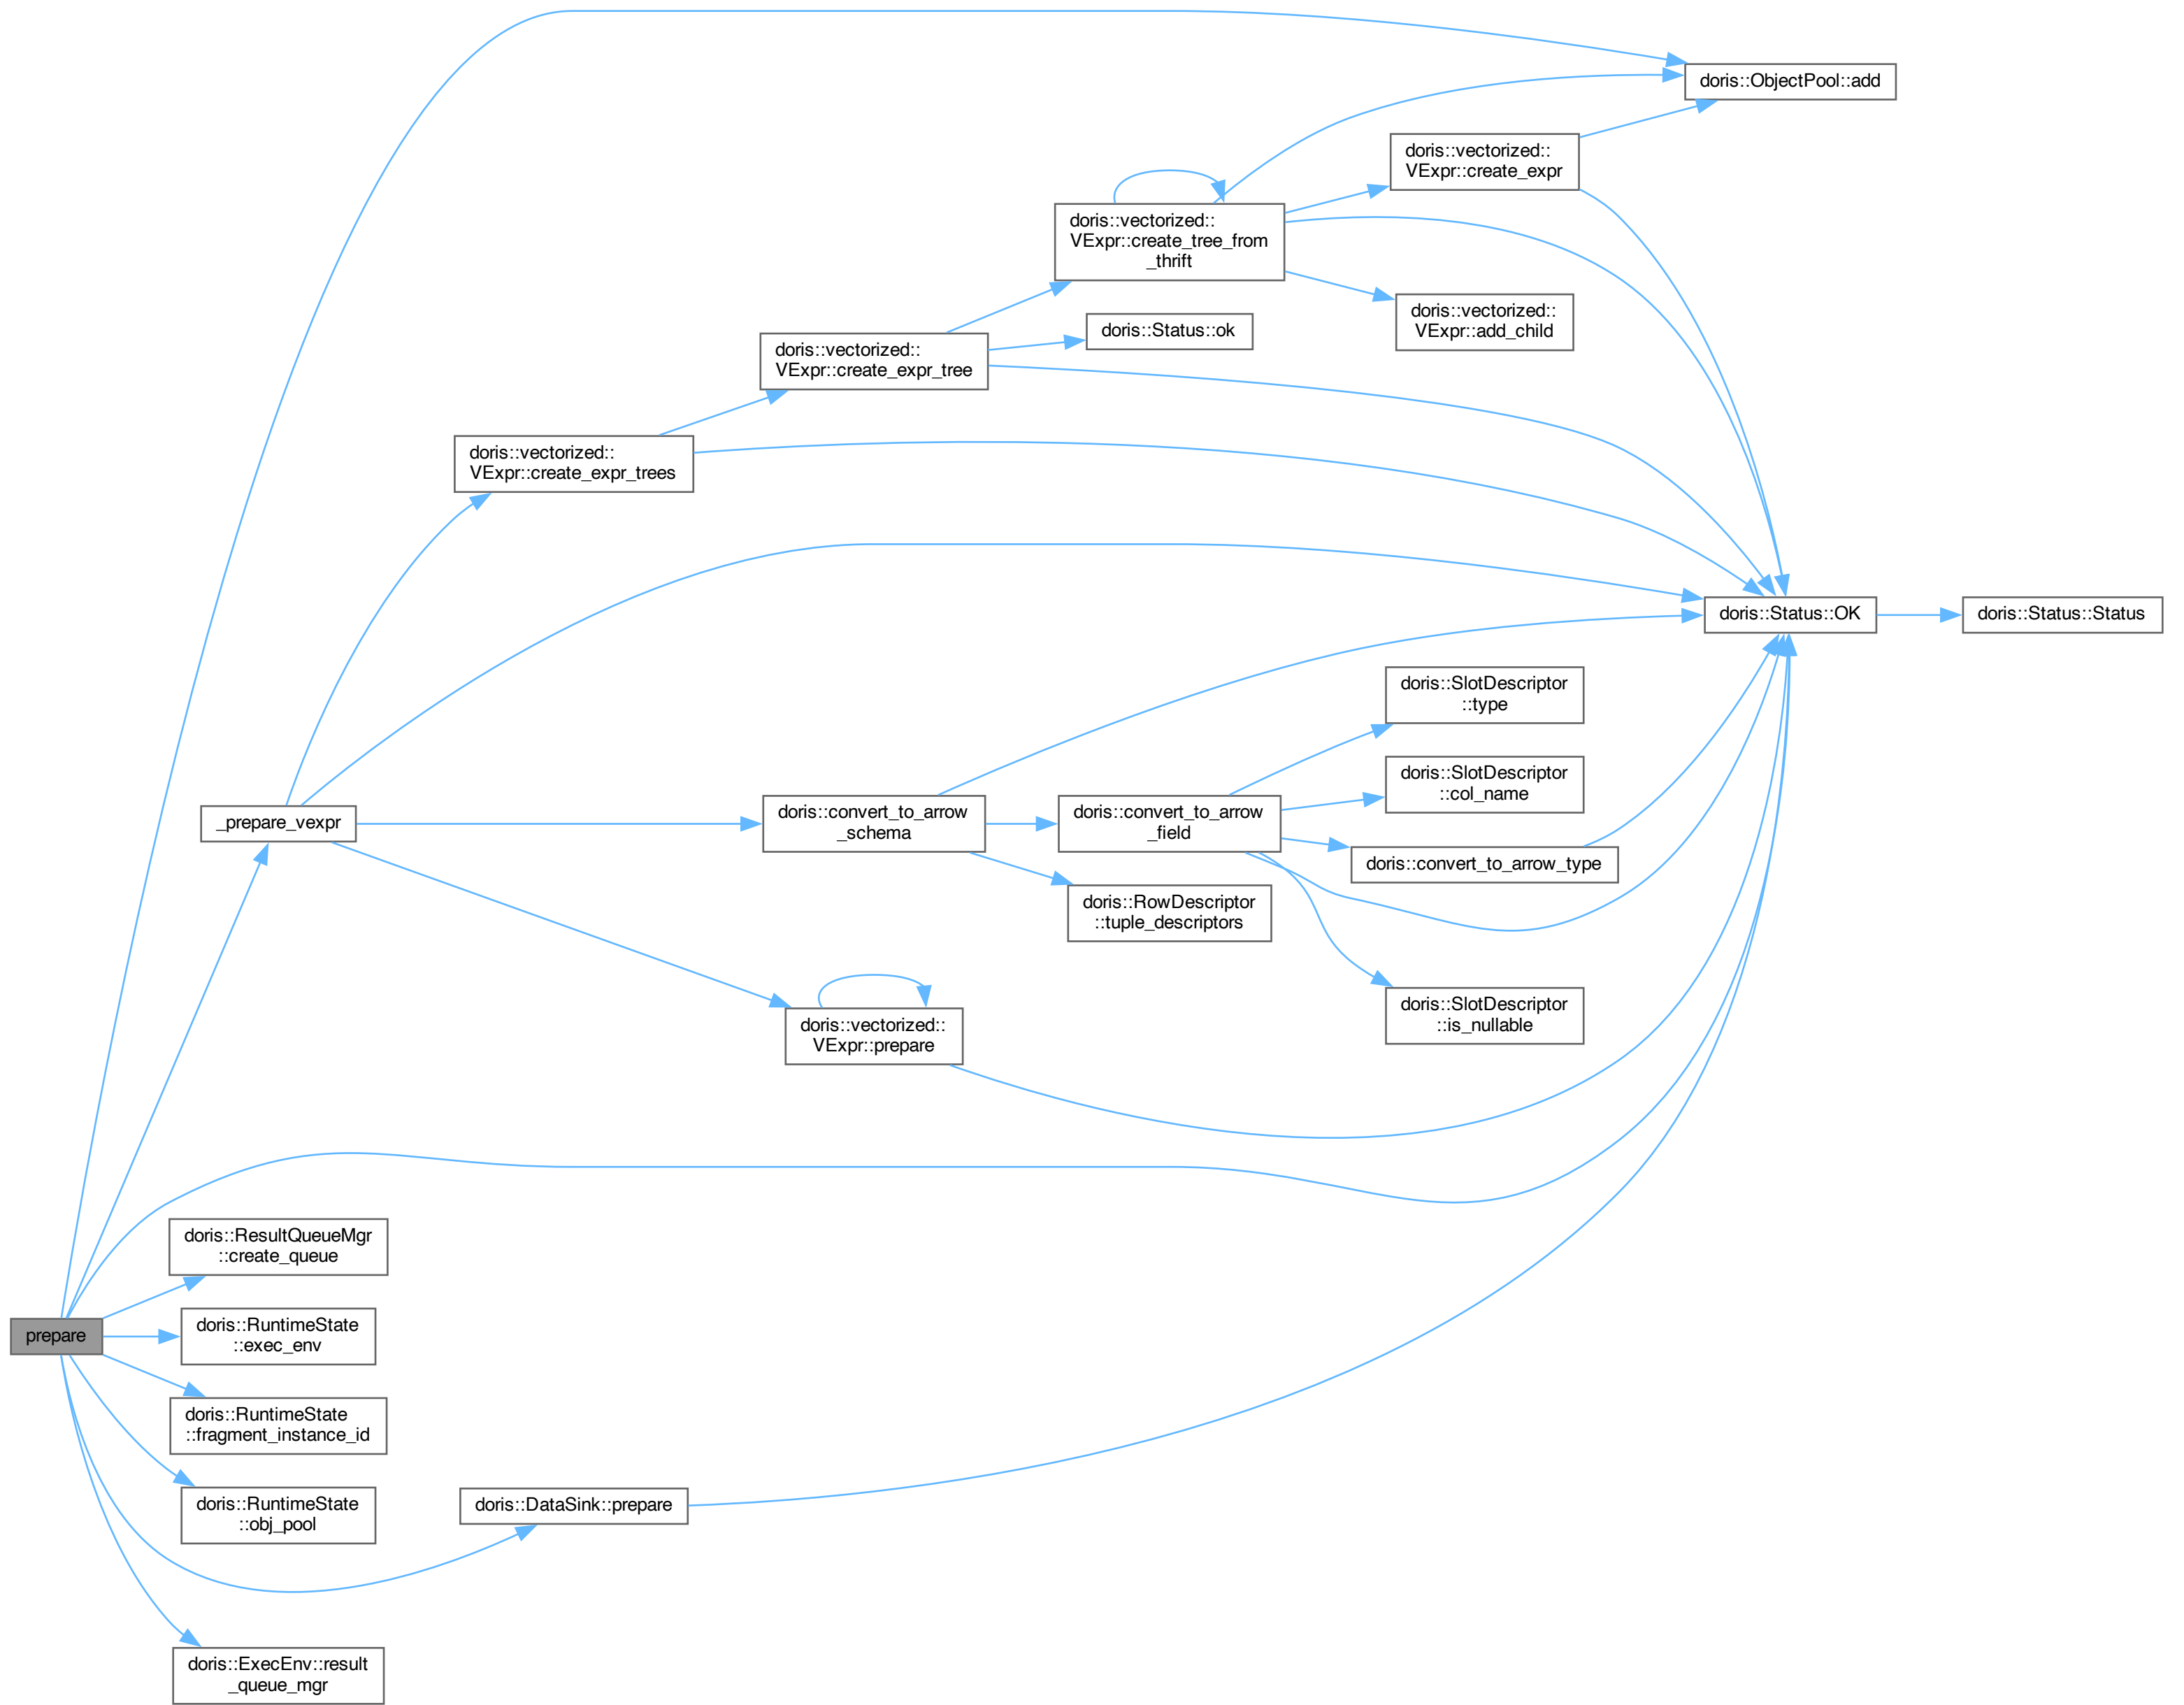 doris::ObjectPool::add
doris::vectorized::
VExpr::create_expr
doris::vectorized::
VExpr::create_tree_from
_thrift
doris::vectorized::
VExpr::add_child
doris::Status::ok
doris::vectorized::
VExpr::create_expr_tree
doris::vectorized::
VExpr::create_expr_trees
doris::Status::OK
doris::Status::Status
doris::SlotDescriptor
::type
doris::SlotDescriptor
::col_name
_prepare_vexpr
doris::convert_to_arrow
_schema
doris::convert_to_arrow
_field
doris::convert_to_arrow_type
doris::RowDescriptor
::tuple_descriptors
doris::SlotDescriptor
::is_nullable
doris::vectorized::
VExpr::prepare
doris::ResultQueueMgr
::create_queue
prepare
doris::RuntimeState
::exec_env
doris::RuntimeState
::fragment_instance_id
doris::RuntimeState
::obj_pool
doris::DataSink::prepare
doris::ExecEnv::result
_queue_mgr